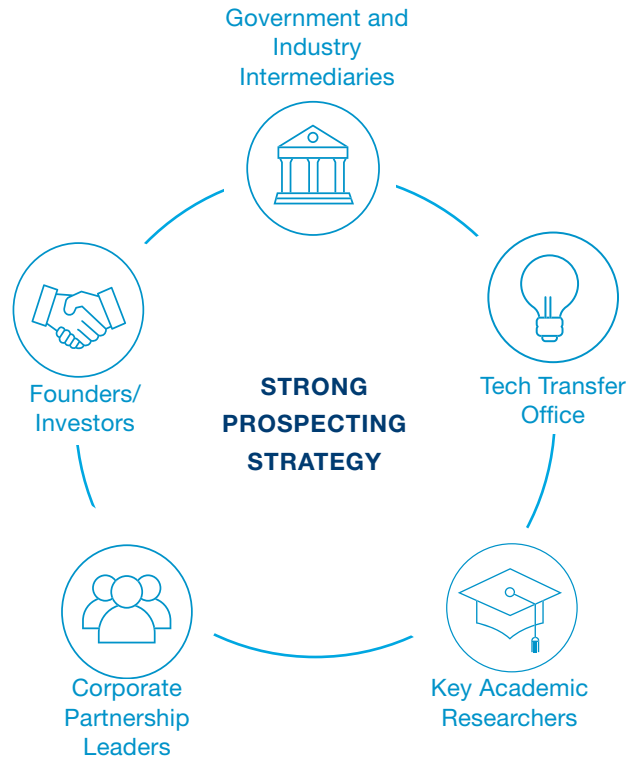 Government and
Industry
Intermediaries
Founders/
Investors
STRONG
PROSPECTING
STRATEGY
Tech Transfer
Office
Corporate
Partnership
Leaders
Key Academic
Researchers